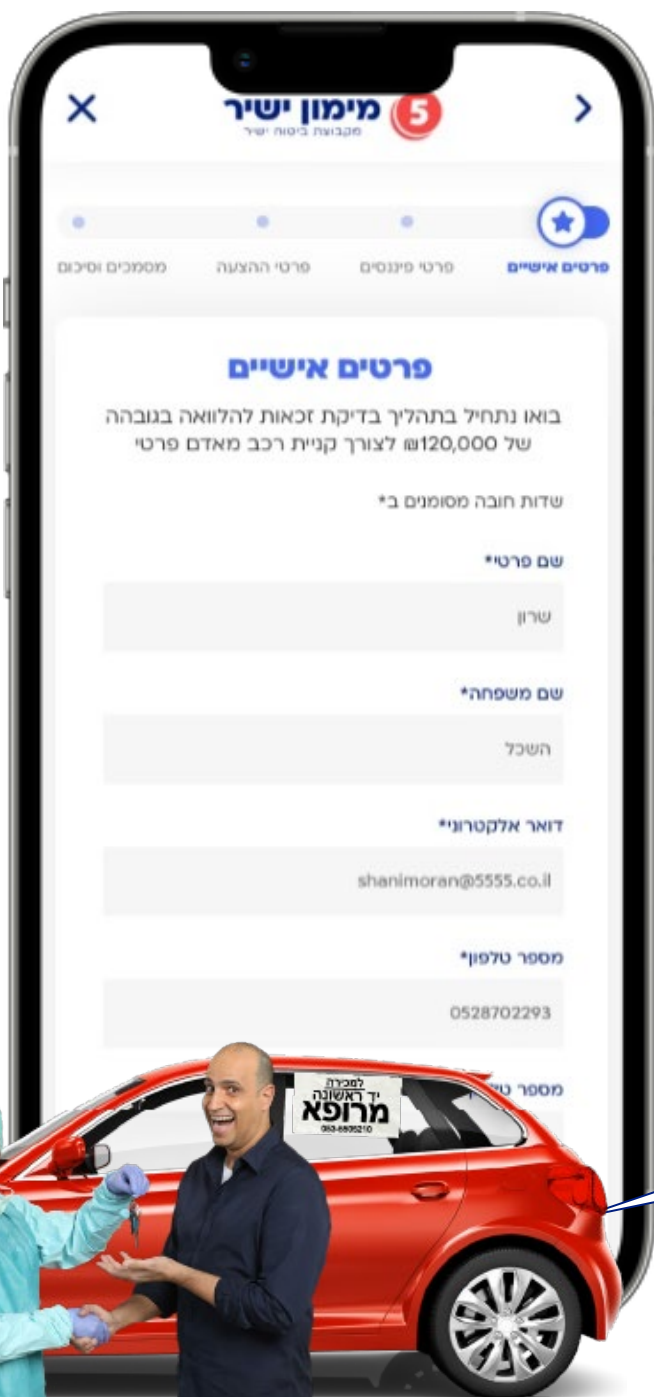 מימון ישיר
5
מקבוצת ביטוח ישיר
פרטים אישיים
פרטי פיננסים
פרטי ההצעה
מסמכים וסיכום
פרטים אישיים
בואו נתחיל בתהליך בדיקת זכאות להלוואה בגובהה
של 120,000₪ לצורך קניית רכב מאדם פרטי
שדות חובה מסומנים ב*
שם פרטי*
שרון
שם משפחה*
השכל
דואר אלקטרוני*
shanimoran@5555.co.il
מספר טלפון*
0528702293
מספר
למכירה
יד ראשונה
מרופא